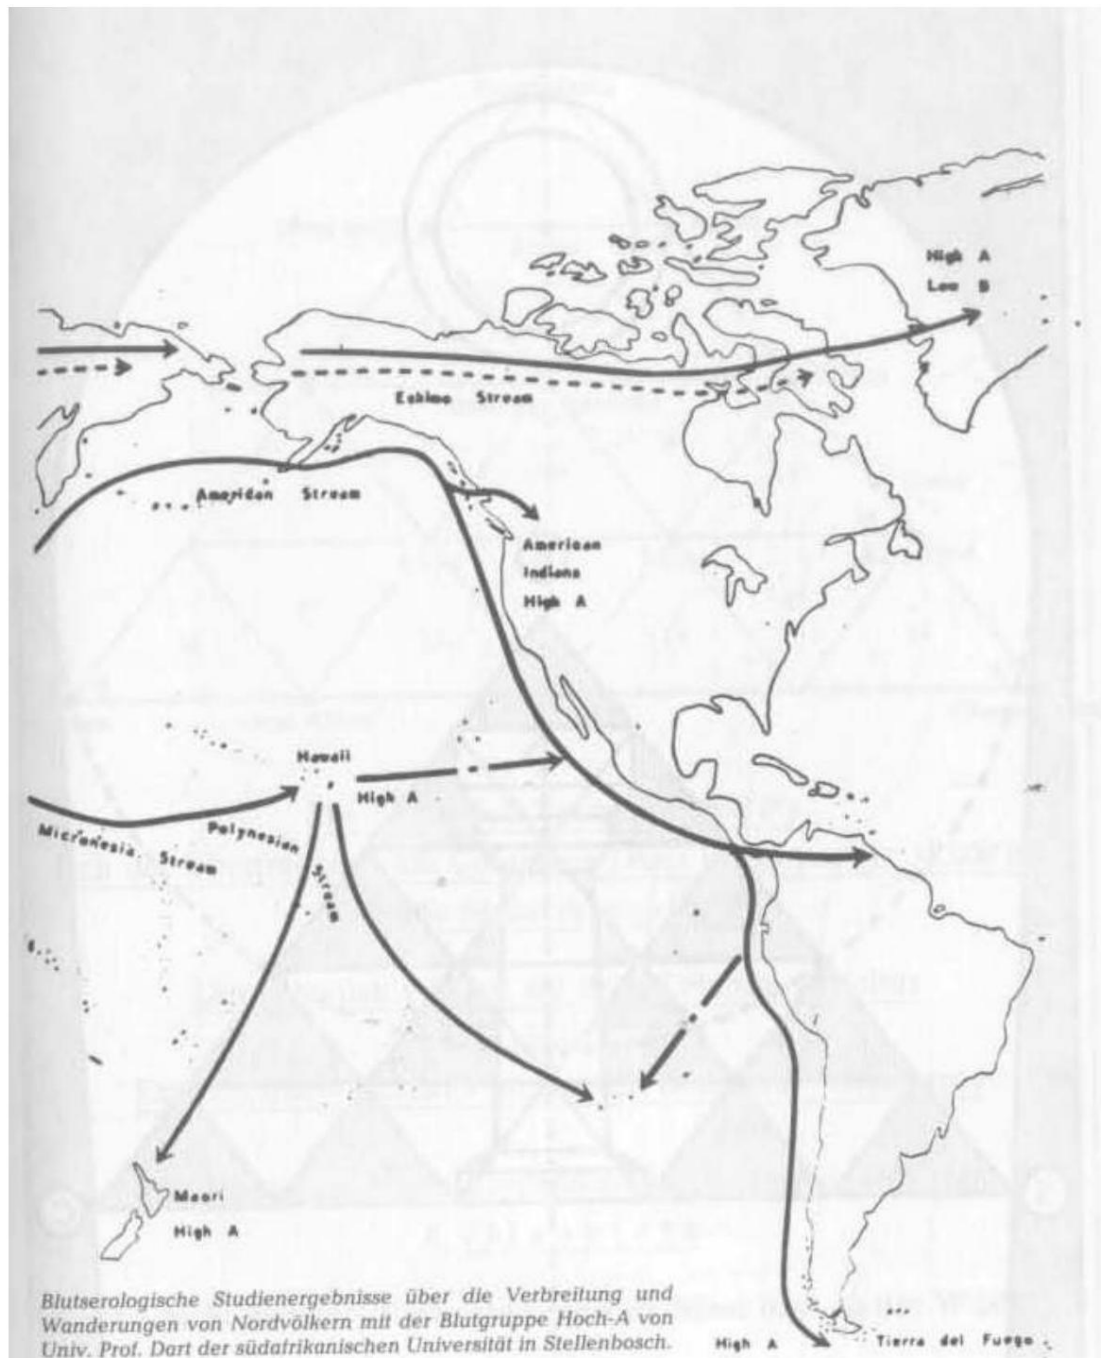 High A
Low B
Eskimo Stream
Ameridan Stream
American
Indians
High A
Hawaii
High A
Micronesia Stream
Polynesian
Stream
Maori
High A
Blutserologische Studienergebnisse über die Verbreitung und
Wanderungen von Nordvölkern mit der Blutgruppe Hoch-A von
Univ. Prof. Dart der südafrikanischen Universität in Stellenbosch.
High A
Tierra del Fuego